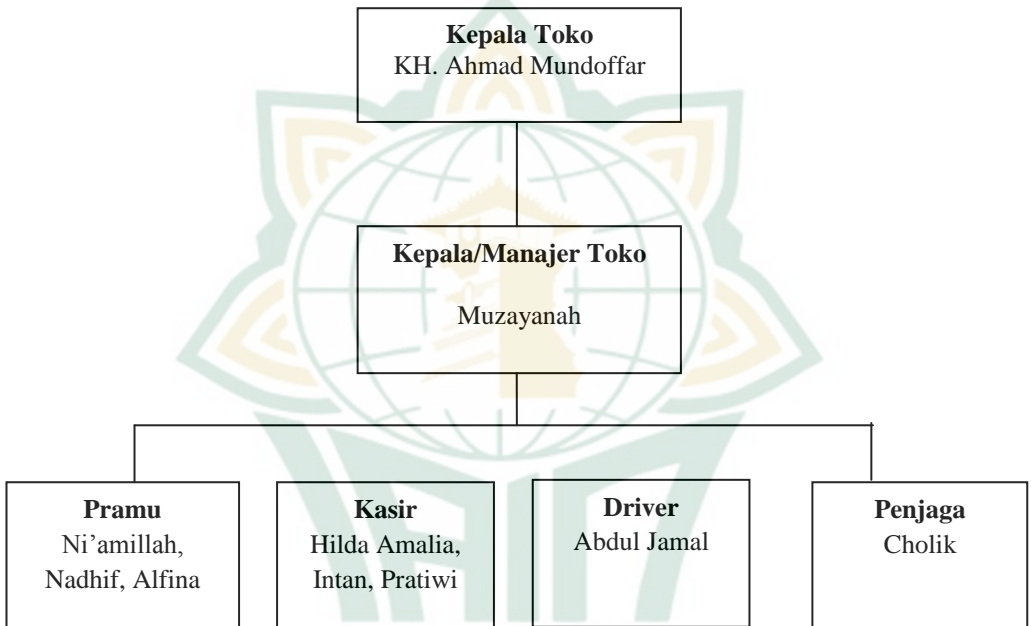 Kepala Toko
KH. Ahmad Mundoffar
Kepala/Manajer Toko
Muzayanah
Pramu
Ni’amillah,
Nadhif, Alfina
Kasir
Hilda Amalia,
Intan, Pratiwi
Driver
Abdul Jamal
Penjaga
Cholik